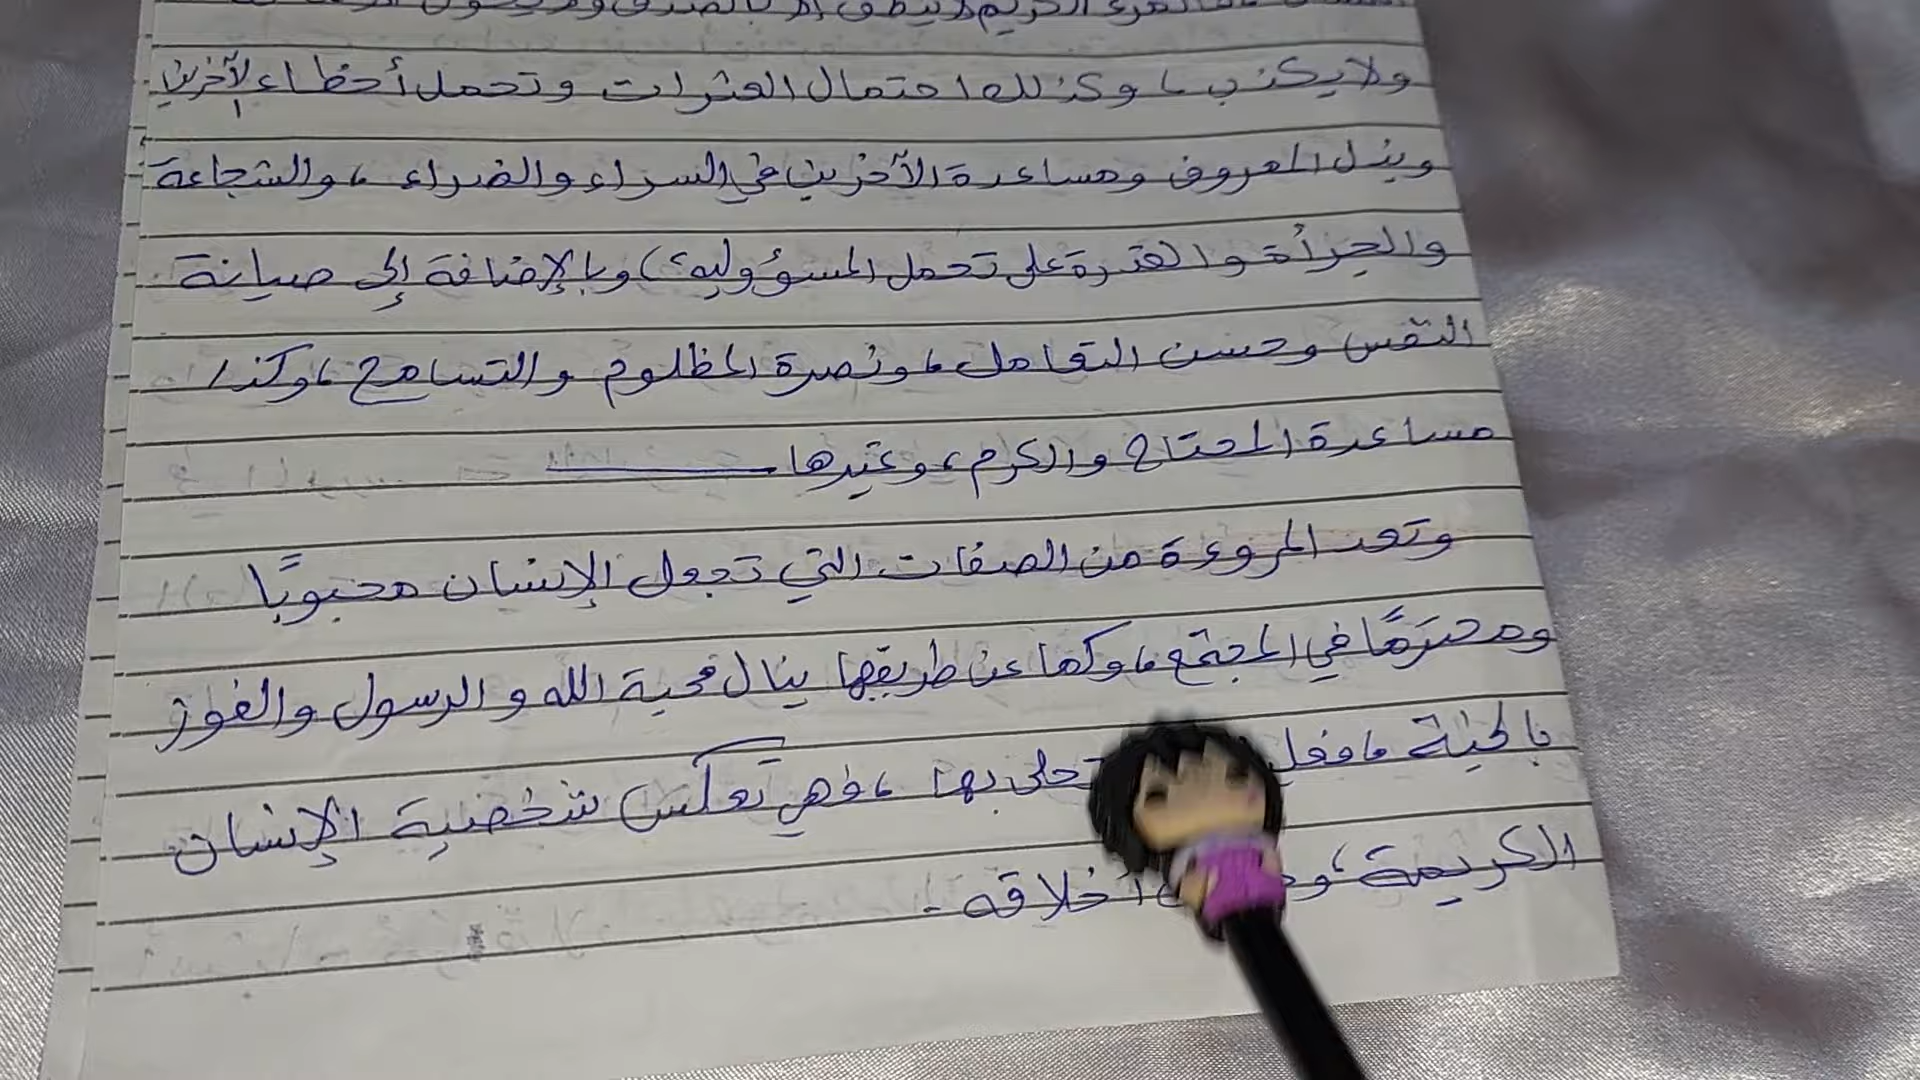 ولا يكذب، وكذلك احتمال العثرات وتحمل أخطاء الآخرين
وبذل المعروف ومساعدة الآخرين في السراء والضراء، والشجاعة
والجرأة والقدرة على تحمل المسؤولية، وبالإضافة إلى صيانة
النفس وحسن التعامل، ونصرة المظلوم والتسامح، وكذا
مساعدة المحتاج والكرم، وغيرها
وتعد المروءة من الصفات التي تجعل الإنسان محبوبًا
ومحترمًا في المجتمع، وكما عن طريقها ينال محبة الله والرسول والفوز
بالجنة، تحلى بها، فهي تعكس شخصية الإنسان
الكريمة، أخلاقه.